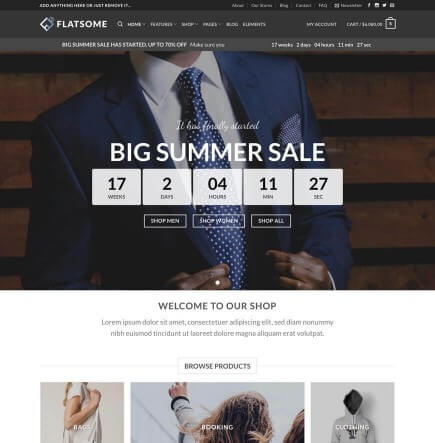 ADD ANYTHING HERE OR JUST REMOVE IT...
About Our Stores Blog Contact FAQ Newsletter
FLATSOME HOME FEATURES SHOP PAGES BLOG ELEMENTS MY ACCOUNT
BIG SUMMER SALE HAS STARTED. UP TO 70% OFF Make sure you 17 weeks 2 days 04 hours 11 min 27 sec
It has finally started
BIG SUMMER SALE
17 2 04 11 27
WEEKS DAYS HOURS MIN SEC
SHOP MEN SHOP WOMEN SHOP ALL
WELCOME TO OUR SHOP
Lorem ipsum dolor sit amet, consectetuer adipiscing elit, sed diam nonummy
nibh euismod tincidunt ut laoreet dolore magna aliquam erat volutpat.
BROWSE PRODUCTS
BAGS BOOKING CLOTHING